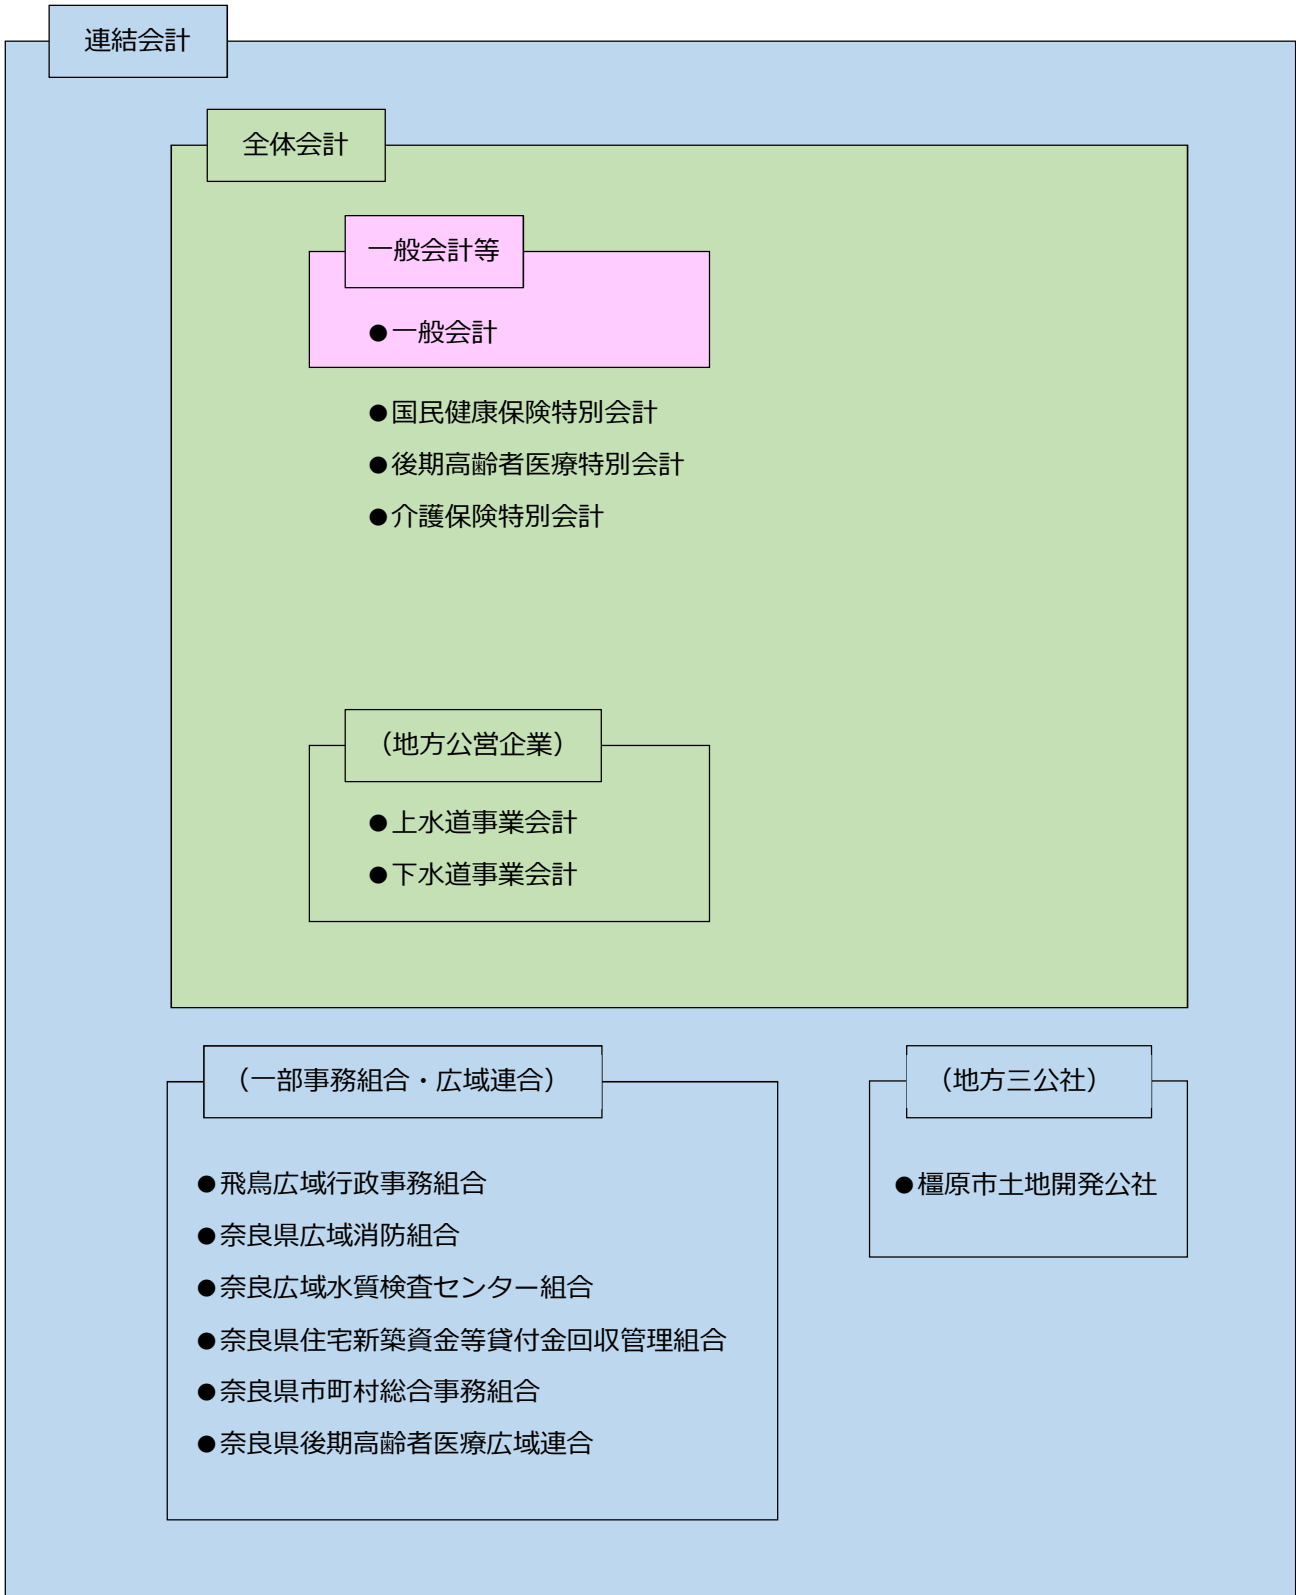 連結会計
全体会計
一般会計等
●一般会計
●国民健康保険特別会計
●後期高齢者医療特別会計
●介護保険特別会計
（地方公営企業）
●上水道事業会計
●下水道事業会計
（一部事務組合・広域連合）
●飛鳥広域行政事務組合
●奈良県広域消防組合
●奈良広域水質検査センター組合
●奈良県住宅新築資金等貸付金回収管理組合
●奈良県市町村総合事務組合
●奈良県後期高齢者医療広域連合
（地方三公社）
●橿原市土地開発公社